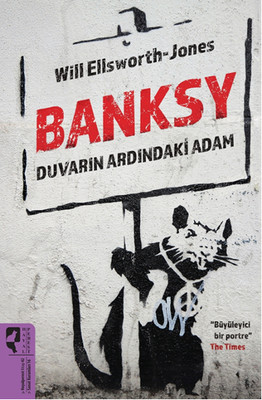 Will Ellsworth-Jones
BANKSY
DUVARIN ARDINDAKİ ADAM
"Büyüleyici
bir portre"
The Times